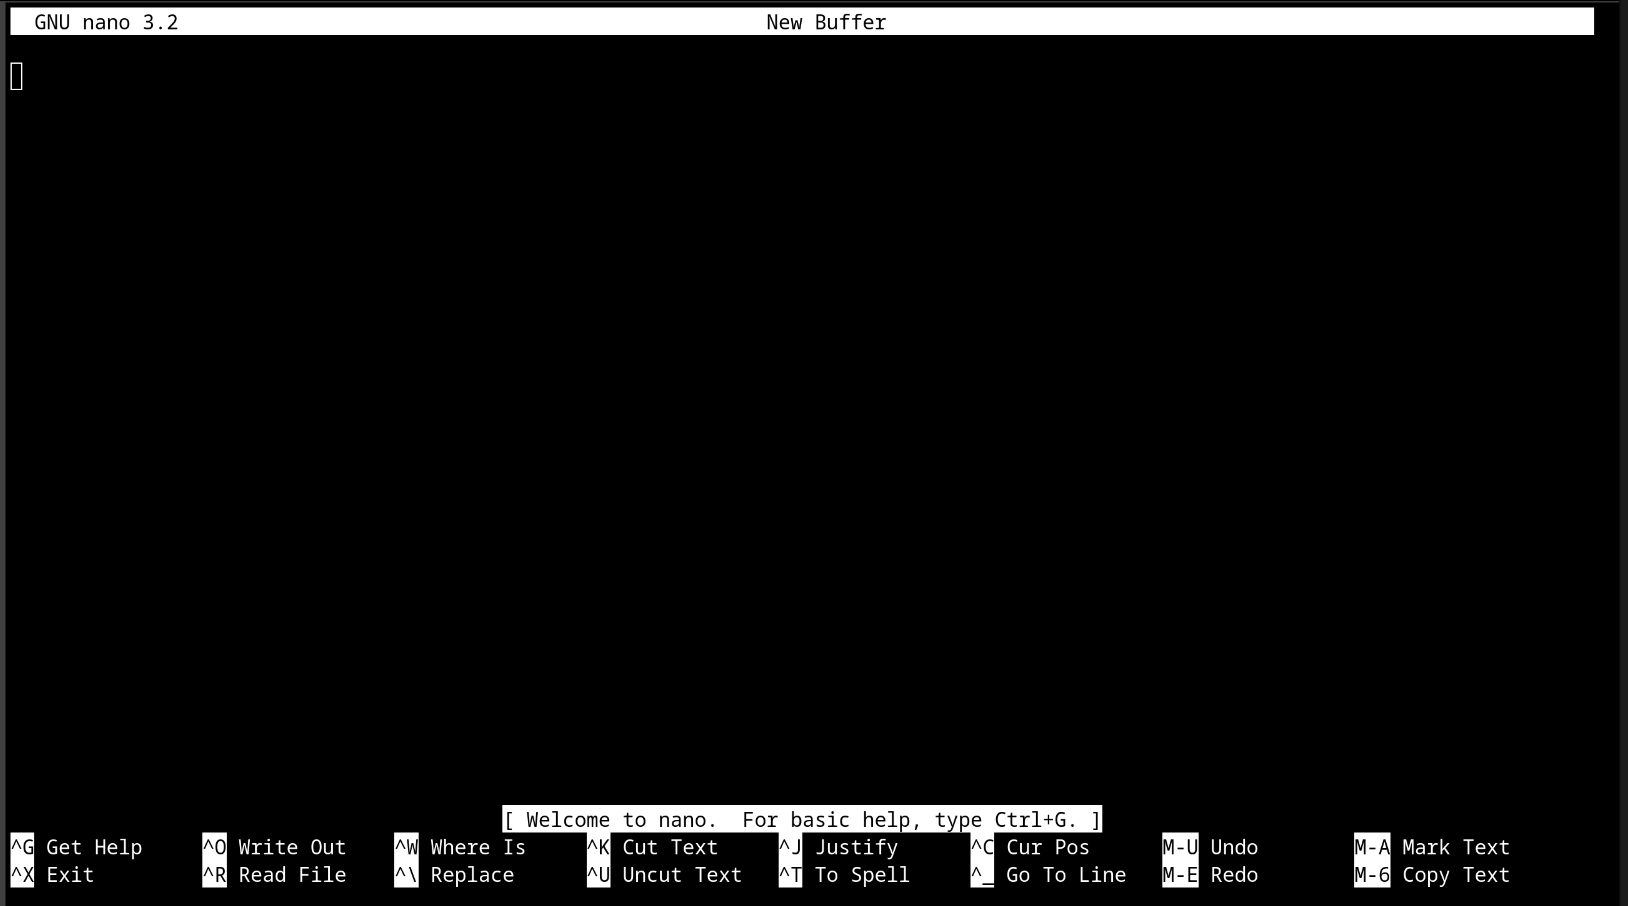 GNU nano 3.2 New Buffer
[ Welcome to nano.  For basic help, type Ctrl+G. ]
^G Get Help ^O Write Out ^W Where Is ^K Cut Text ^J Justify ^C Cur Pos M-U Undo M-A Mark Text
^X Exit ^R Read File ^\ Replace ^U Uncut Text ^T To Spell ^_ Go To Line M-E Redo M-6 Copy Text